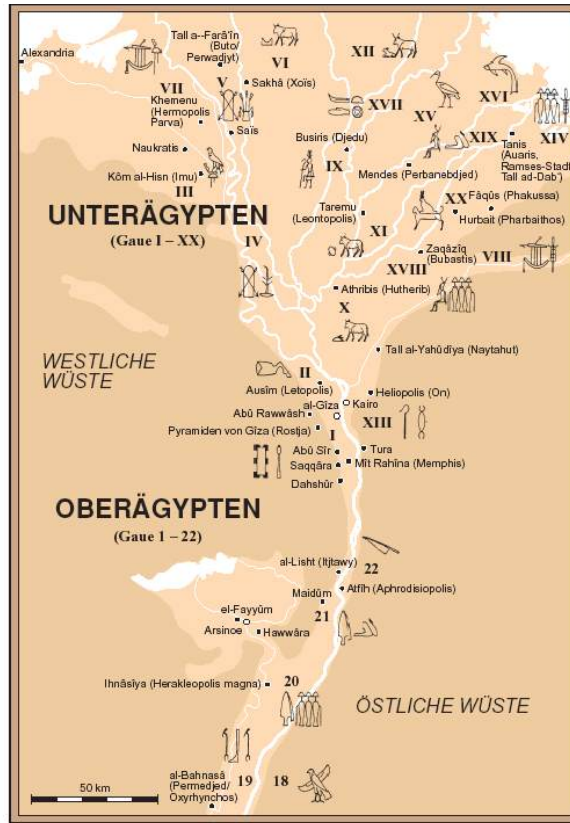 Tall a--Farā'īn
(Buto/
Perwadjyt)
Alexandria
VI
XII
VII
V
Sakhâ (Xoïs)
XVI
Khemenu
(Hermopolis
Parva)
XVII
XV
Saïs
Busiris (Djedu)
XIX
XIV
Tanis
(Auaris,
Ramses-Stadt
Tall ad-Dab')
Naukratis
IX
Mendes (Perbanebdjed)
Kôm al-Hisn (Imu)
III
XX
Fâqûs (Phakussa)
Taremu
(Leontopolis)
Hurbait (Pharbaithos)
UNTERÄGYPTEN
(Gaue I – XX)
XI
IV
Zaqâzîq
(Bubastis)
XVIII
VIII
Athribis (Hutherib)
X
WESTLICHE
WÜSTE
Tall al-Yahûdîya (Naytahut)
II
Ausîm (Letopolis)
Heliopolis (On)
al-Gîza
Kairo
Abû Rawwâsh
XIII
Pyramiden von Gîza (Rostja)
I
Tura
Abû Sîr
Saqqâra
Mît Rahîna (Memphis)
Dahshûr
OBERÄGYPTEN
(Gaue 1 – 22)
al-Lisht (Itjtawy)
22
Atfîh (Aphrodisiopolis)
Maidûm
21
el-Fayyûm
Arsinoe
Hawwâra
Ihnâsîya (Herakleopolis magna)
20
ÖSTLICHE WÜSTE
al-Bahnasâ
(Permedjed/
Oxyrhynchos)
19
18
50 km